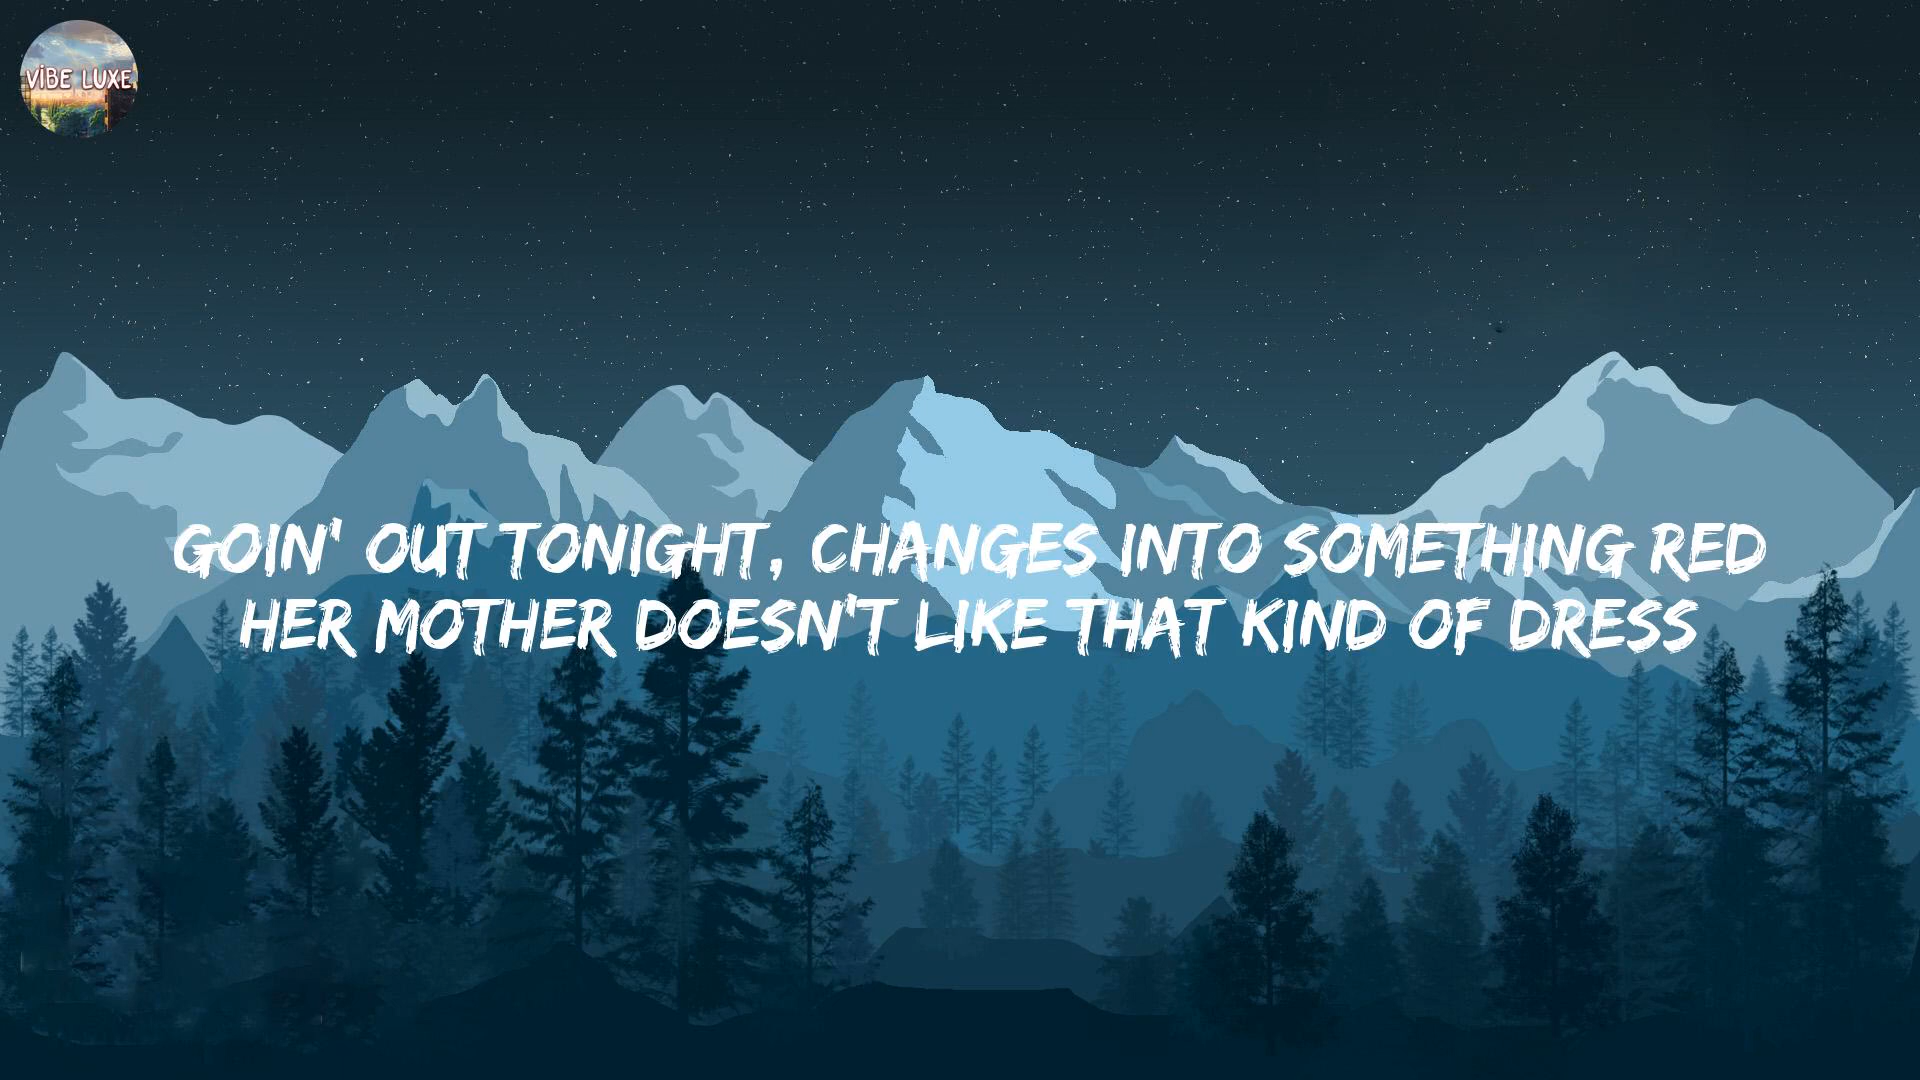 VİBE LUXE
GOIN' OUT TONIGHT, CHANGES INTO SOMETHING RED
HER MOTHER DOESN'T LIKE THAT KIND OF DRESS